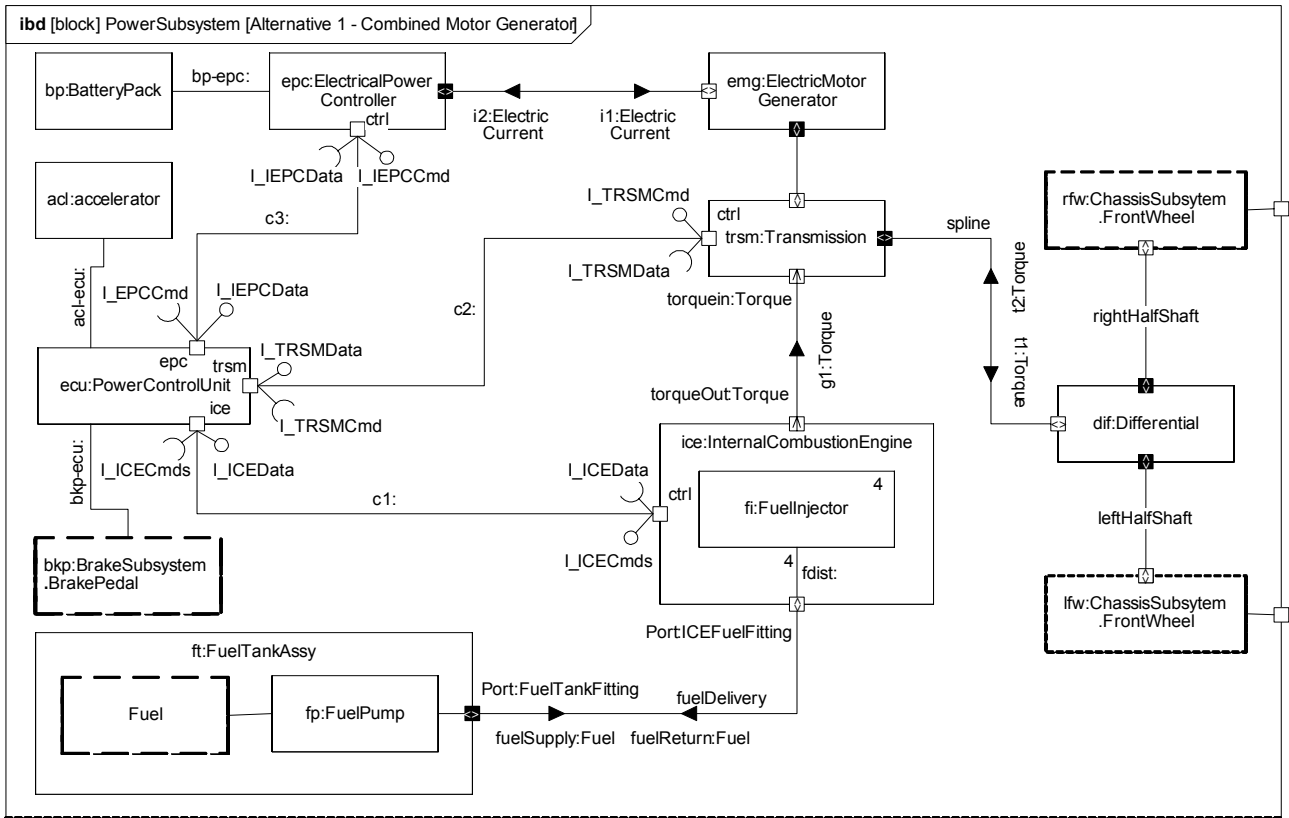 ibd [block] PowerSubsystem [Alternative 1 - Combined Motor Generator]
bp:BatteryPack
bp-epc:
epc:ElectricalPower
Controller
ctrl
i2:Electric
Current
i1:Electric
Current
emg:ElectricMotor
Generator
I_IEPCData
I_IEPCCmd
acl:accelerator
c3:
I_TRSMCmd
ctrl
trsm:Transmission
I_TRSMData
spline
rfw:ChassisSubsytem
.FrontWheel
acl-ecu:
I_EPCCmd
I_IEPCData
c2:
torquein:Torque
t2:Torque
rightHalfShaft
epc
trsm
I_TRSMData
ecu:PowerControlUnit
ice
I_TRSMCmd
g1:Torque
t1:Torque
torqueOut:Torque
dif:Differential
bkp-ecu:
I_ICECmds
I_ICEData
ice:InternalCombustionEngine
I_ICEData
ctrl
4
fi:FuelInjector
c1:
I_ICECmds
4
fdist:
leftHalfShaft
bkp:BrakeSubsystem
.BrakePedal
lfw:ChassisSubsytem
.FrontWheel
Port:ICEFuelFitting
ft:FuelTankAssy
Fuel
fp:FuelPump
Port:FuelTankFitting
fuelDelivery
fuelSupply:Fuel
fuelReturn:Fuel